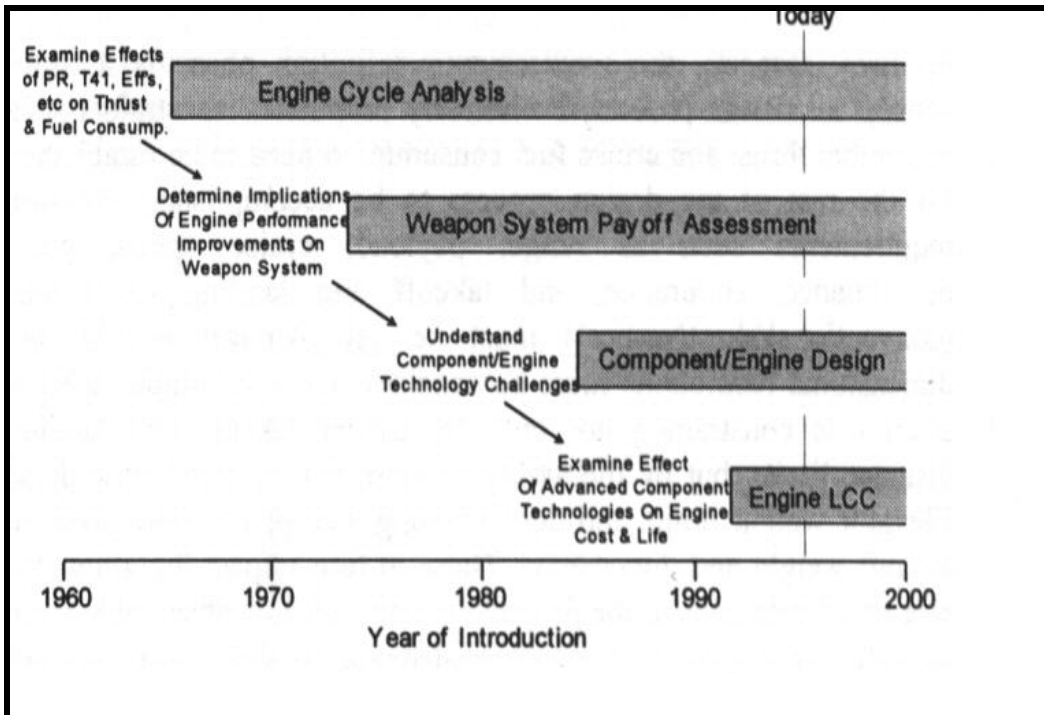 Today
Examine Effects
of PR, T41, Effs,
etc on Thrust
& Fuel Consump.
Engine Cycle Analysis
Determine Implications
Of Engine Performance
Improvements On
Weapon System
Weapon System Payoff Assessment
Understand
Component/Engine
Technology Challenges
Component/Engine Design
Examine Effect
Of Advanced Component
Technologies On Engine
Cost & Life
Engine LCC
1960 1970 1980 1990 2000
Year of Introduction